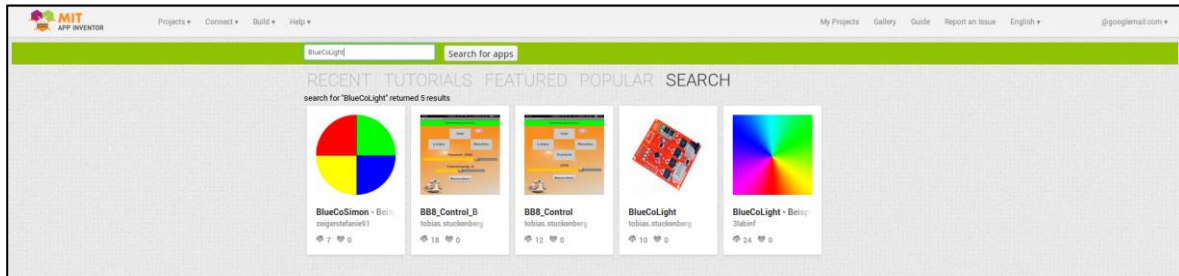 MIT
APP INVENTOR
Projects Connect Build Help
My Projects Gallery Guide Report an Issue English @googlemail.com
BlueCoLight Search for apps
RECENT TUTORIALS FEATURED POPULAR SEARCH
search for "BlueCoLight" returned 5 results
Links Rechts
BlueCoSimon - Beis BB8_Control_B BB8_Control BlueCoLight BlueCoLight - Beisp
zeigerstefanie91 tobias.stuckenberg tobias.stuckenberg tobias.stuckenberg 3labinf
7 0 18 0 12 0 10 0 24 0